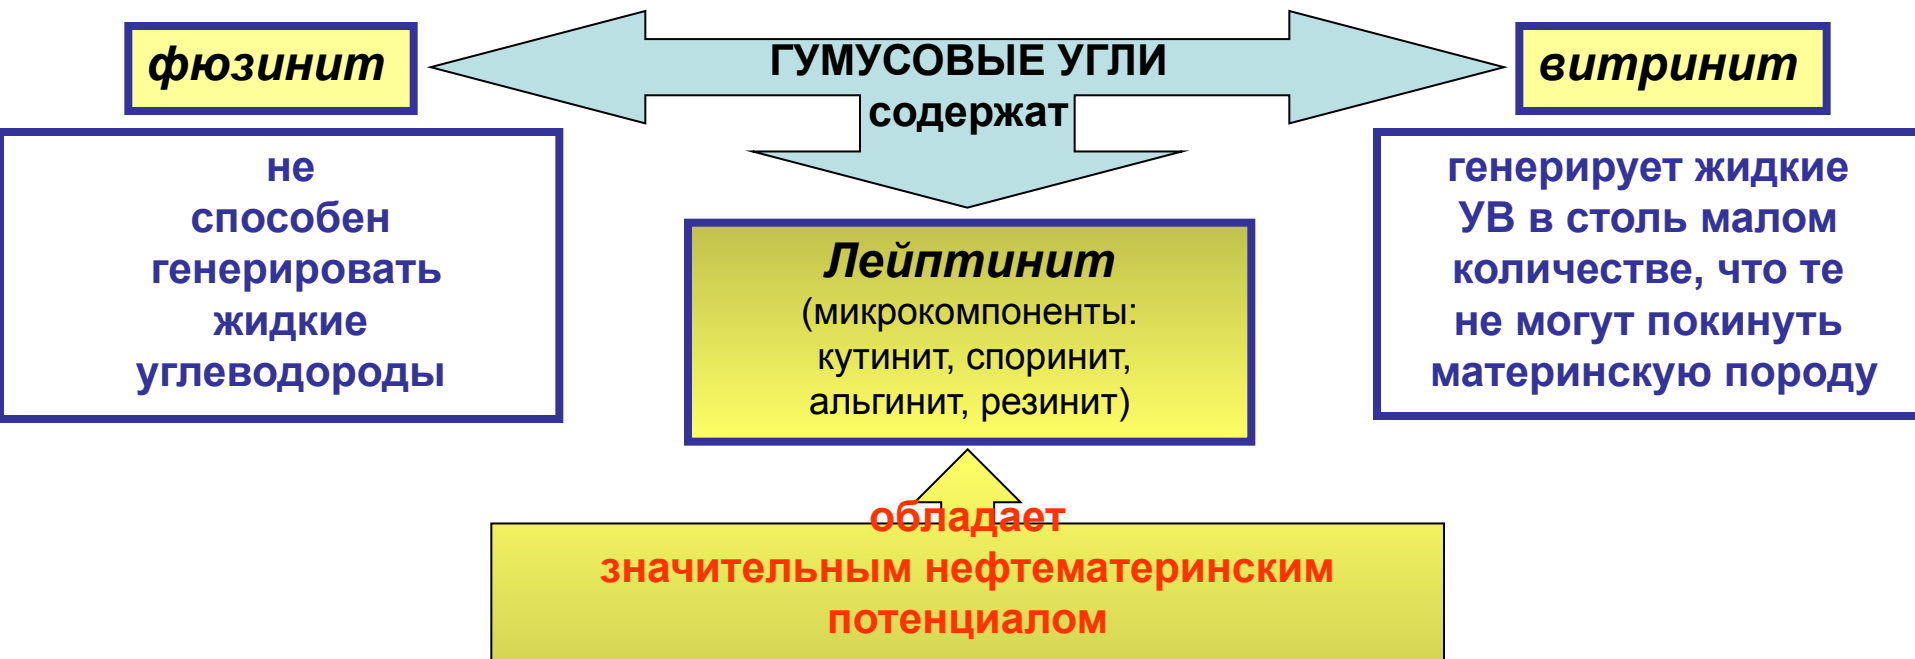 ГУМУСОВЫЕ УГЛИ
содержат
фюзинит
не
способен
генерировать
жидкие
углеводороды
Лейптинит
(микрокомпоненты:
кутинит, споринит,
альгинит, резинит)
обладает
значительным нефтематеринским
потенциалом
витринит
генерирует жидкие
УВ в столь малом
количестве, что те
не могут покинуть
материнскую породу